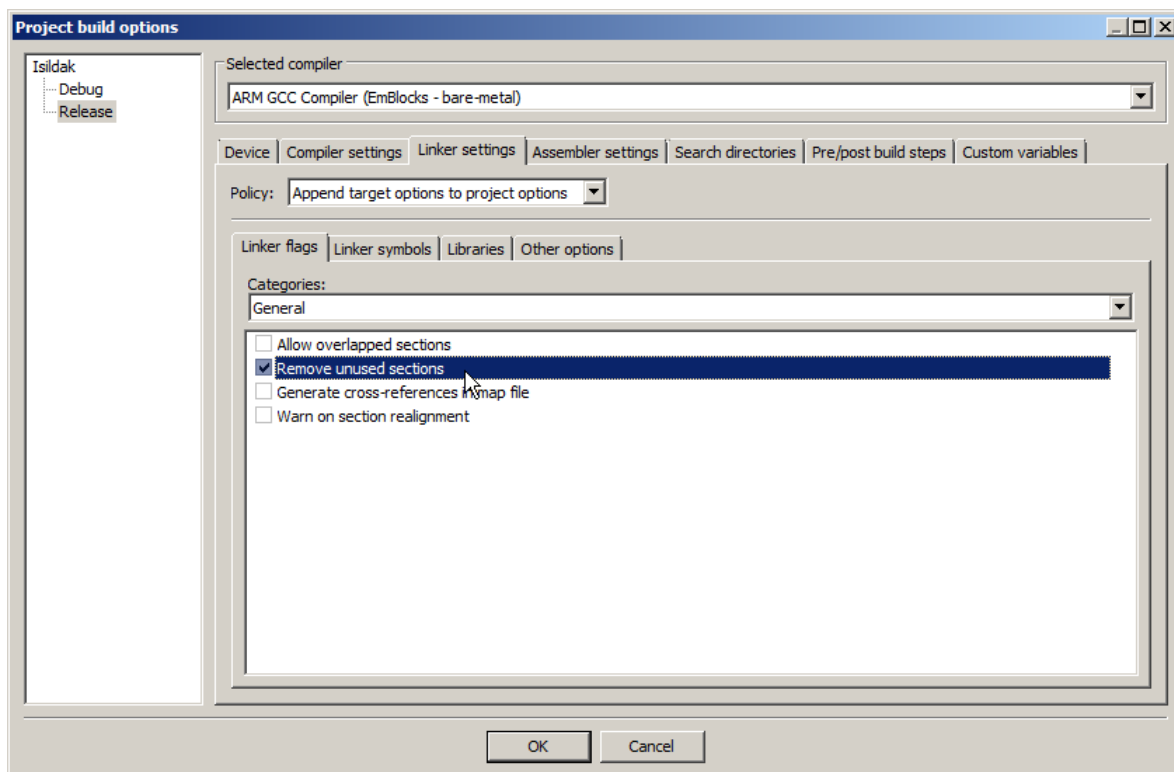 Project build options
Isildak
Debug
Release
Selected compiler
ARM GCC Compiler (EmBlocks - bare-metal)
Device Compiler settings Linker settings Assembler settings Search directories Pre/post build steps Custom variables
Policy: Append target options to project options
Linker flags Linker symbols Libraries Other options
Categories:
General
Allow overlapped sections
Remove unused sections
Generate cross-references in map file
Warn on section realignment
OK Cancel